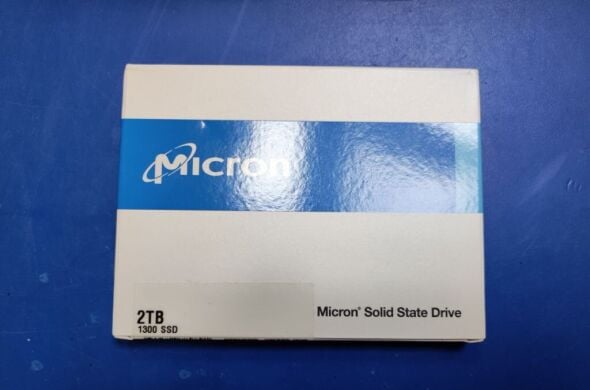 Micron
2TB
1300 SSD
Micron® Solid State Drive